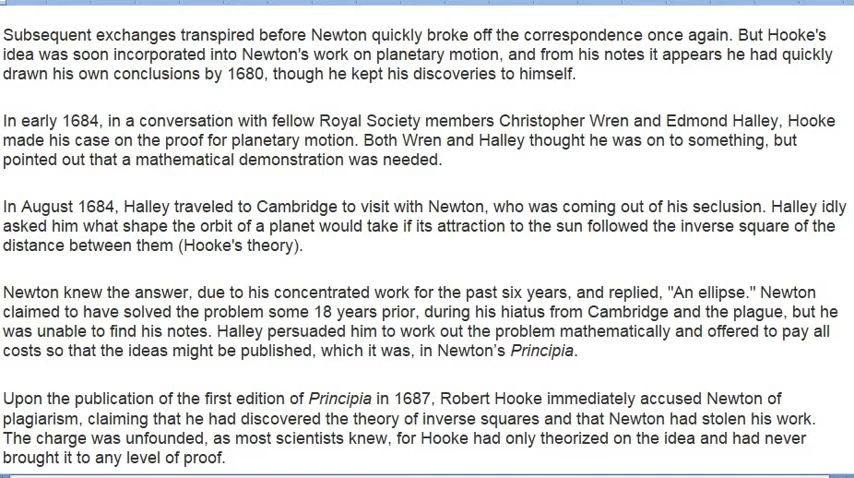 Subsequent exchanges transpired before Newton quickly broke off the correspondence once again. But Hooke's
idea was soon incorporated into Newton's work on planetary motion, and from his notes it appears he had quickly
drawn his own conclusions by 1680, though he kept his discoveries to himself.
In early 1684, in a conversation with fellow Royal Society members Christopher Wren and Edmond Halley, Hooke
made his case on the proof for planetary motion. Both Wren and Halley thought he was on to something, but
pointed out that a mathematical demonstration was needed.
In August 1684, Halley traveled to Cambridge to visit with Newton, who was coming out of his seclusion. Halley idly
asked him what shape the orbit of a planet would take if its attraction to the sun followed the inverse square of the
distance between them (Hooke's theory).
Newton knew the answer, due to his concentrated work for the past six years, and replied, "An ellipse." Newton
claimed to have solved the problem some 18 years prior, during his hiatus from Cambridge and the plague, but he
was unable to find his notes. Halley persuaded him to work out the problem mathematically and offered to pay all
costs so that the ideas might be published, which it was, in Newton’s Principia.
Upon the publication of the first edition of Principia in 1687, Robert Hooke immediately accused Newton of
plagiarism, claiming that he had discovered the theory of inverse squares and that Newton had stolen his work.
The charge was unfounded, as most scientists knew, for Hooke had only theorized on the idea and had never
brought it to any level of proof.